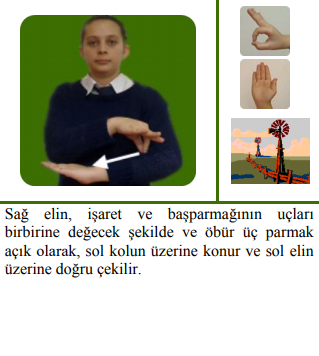 Sağ elin, işaret ve başparmağının uçları
birbirine değecek şekilde ve öbür üç parmak
açık olarak, sol kolun üzerine konur ve sol elin
üzerine doğru çekilir.